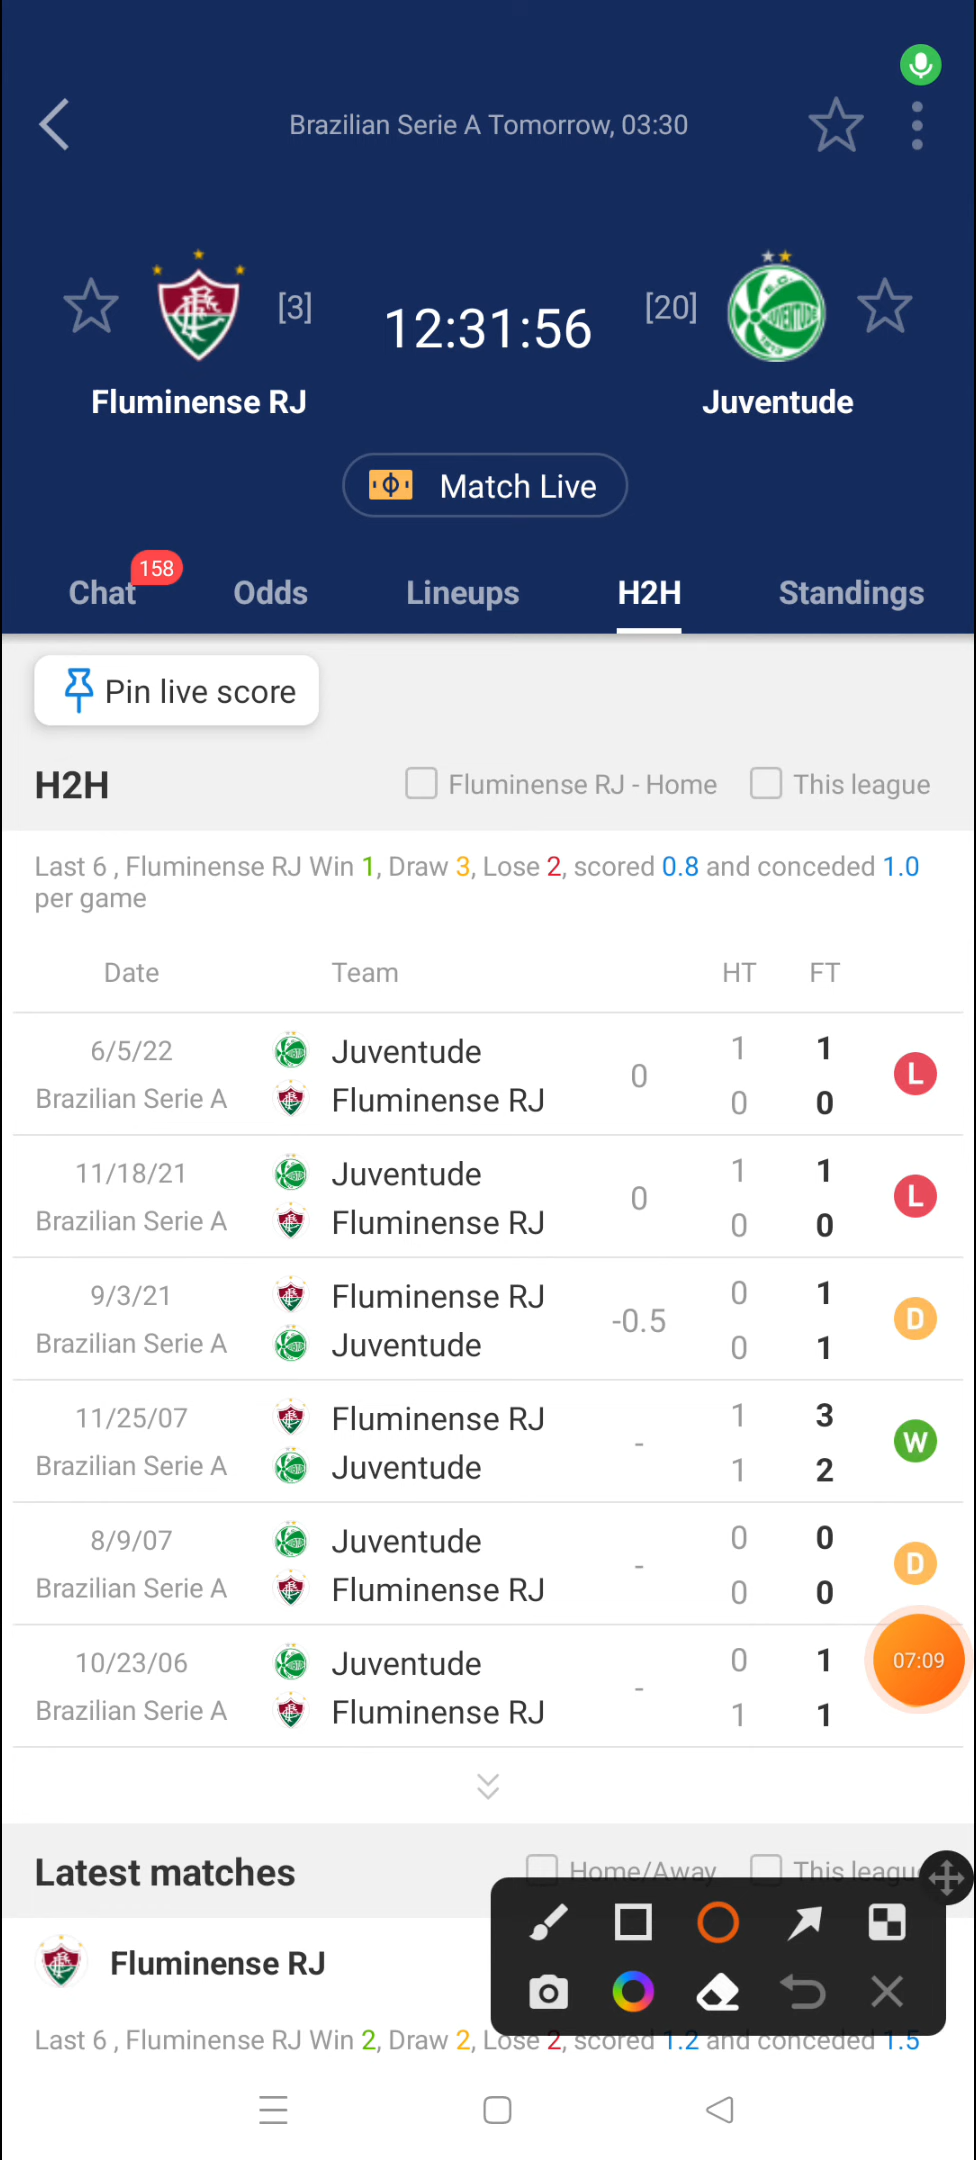 Brazilian Serie A Tomorrow, 03:30
[3]
12:31:56
[20]
Fluminense RJ
Juventude
Match Live
158
Chat Odds Lineups H2H Standings
Pin live score
H2H Fluminense RJ - Home This league
Last 6 , Fluminense RJ Win 1, Draw 3, Lose 2, scored 0.8 and conceded 1.0
per game
Date Team HT FT
6/5/22 Juventude 1 1
0 L
Brazilian Serie A Fluminense RJ 0 0
11/18/21 Juventude 1 1
0 L
Brazilian Serie A Fluminense RJ 0 0
9/3/21 Fluminense RJ 0 1
-0.5 D
Brazilian Serie A Juventude 0 1
11/25/07 Fluminense RJ 1 3
- W
Brazilian Serie A Juventude 1 2
8/9/07 Juventude 0 0
- D
Brazilian Serie A Fluminense RJ 0 0
10/23/06 Juventude 0 1
- 07:09
Brazilian Serie A Fluminense RJ 1 1
Latest matches Home/Away This league
Fluminense RJ
Last 6 , Fluminense RJ Win 2, Draw 2, Lose 2, scored 1.2 and conceded 1.5